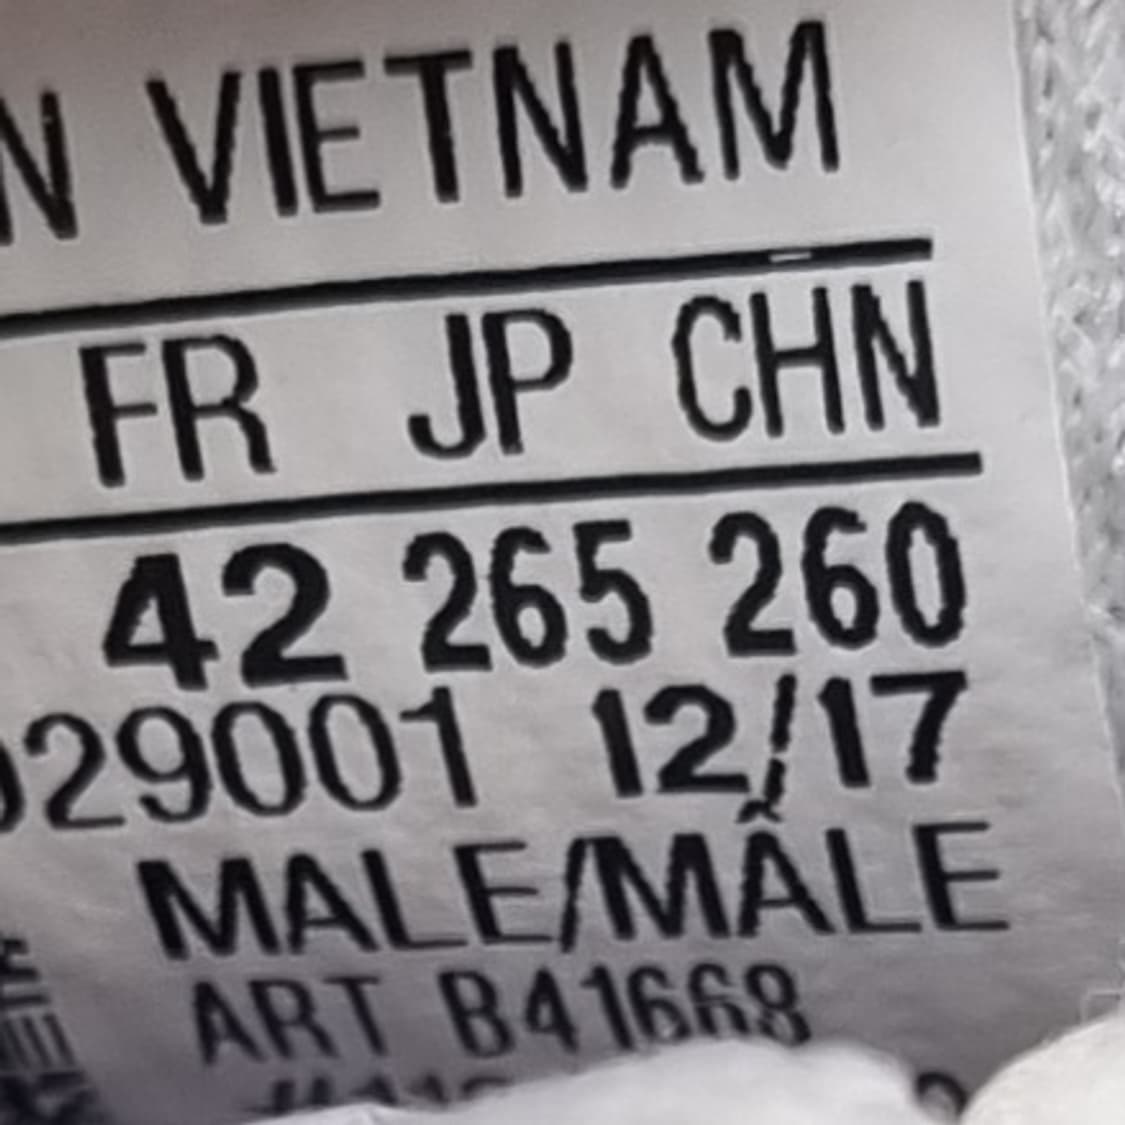 VIETNAM
FR JP CHN
42 265 260
29001 12/17
MALE/MÂLE
ART B41668